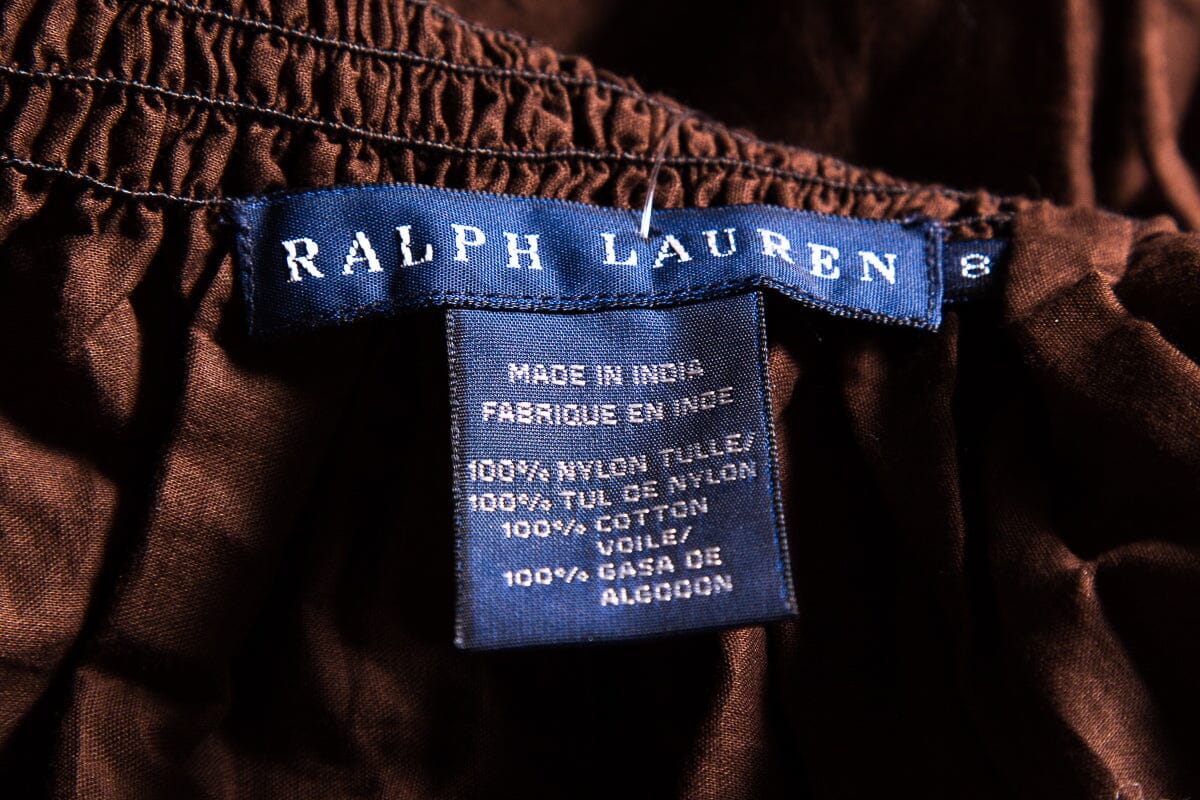 RALPH LAUREN
8
MADE IN INDIA
FABRIQUE EN INDE
100% NYLON TULLE/
100% TUL DE NYLON
100% COTTON
VOILE/
100% GASA DE
ALGODON